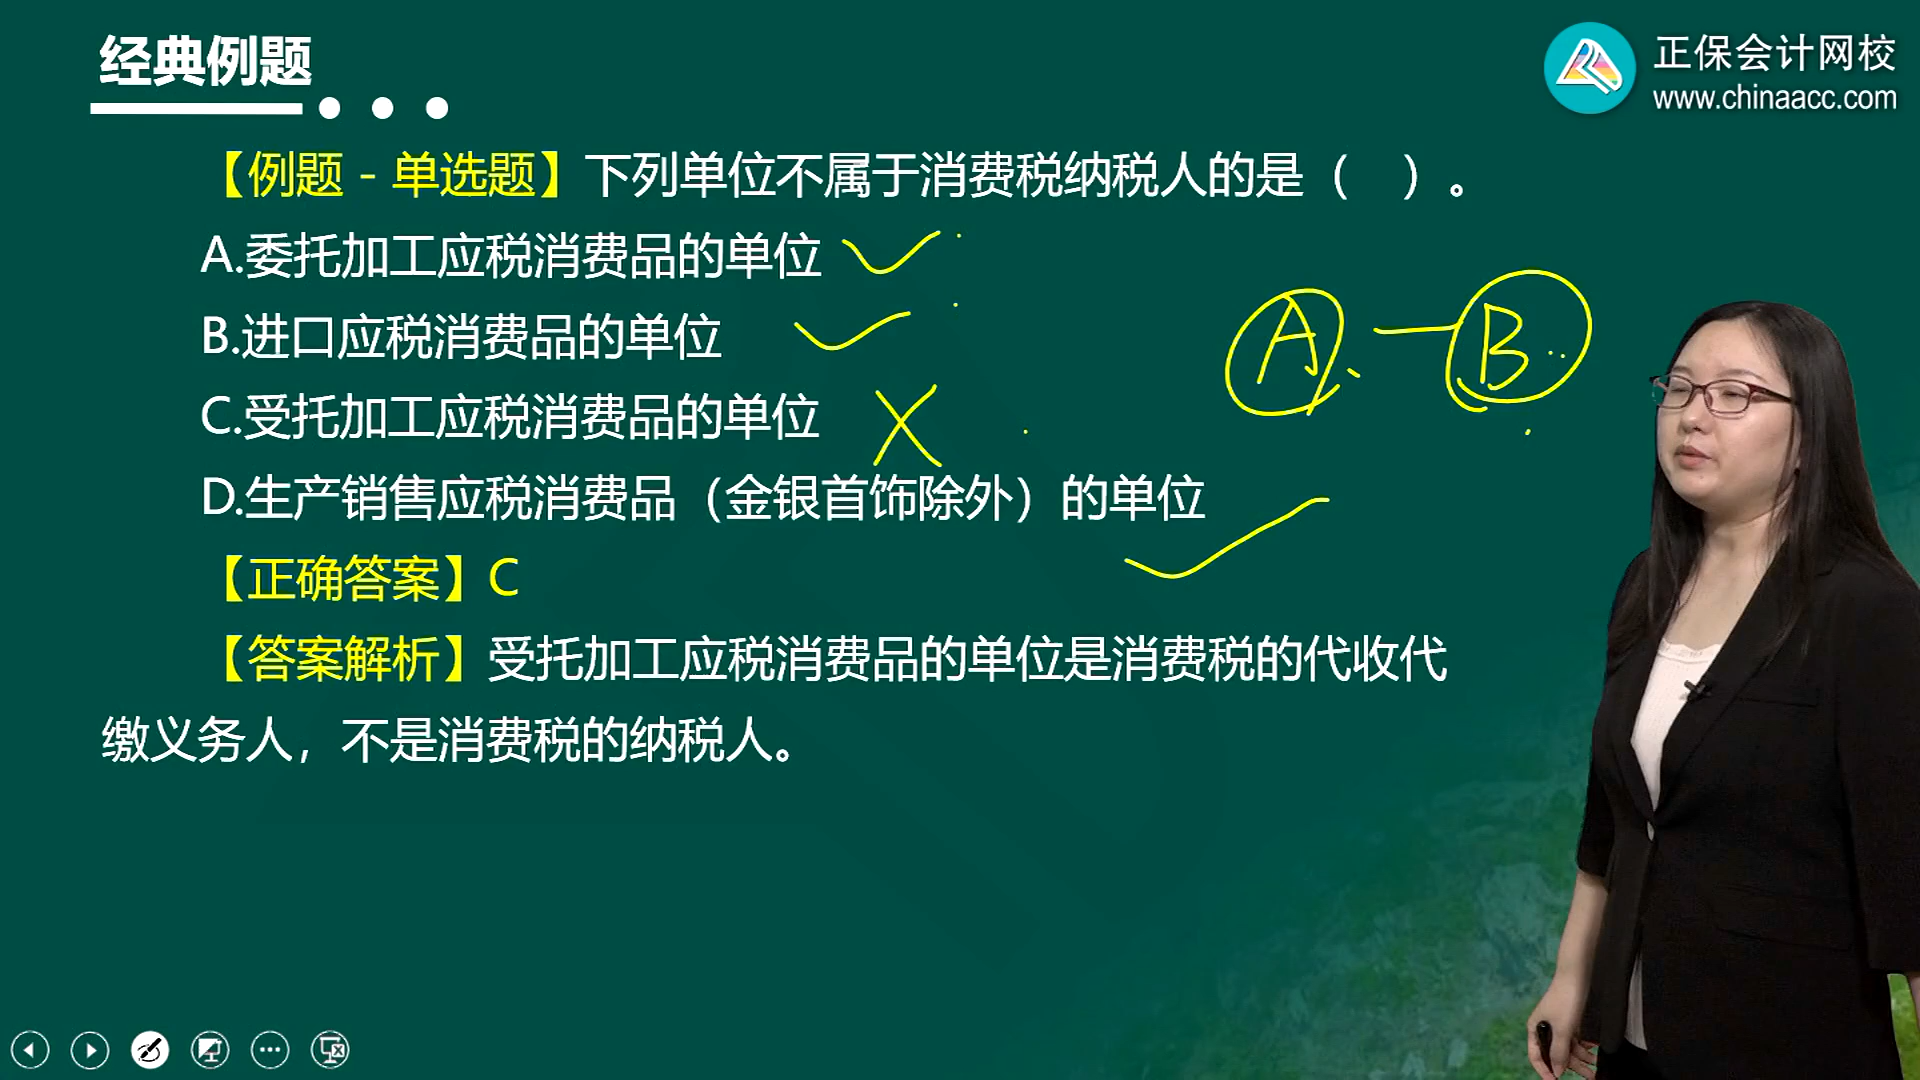 经典例题
正保会计网校
www.chinaacc.com
【例题－单选题】下列单位不属于消费税纳税人的是（　）。
A.委托加工应税消费品的单位
B.进口应税消费品的单位
C.受托加工应税消费品的单位
D.生产销售应税消费品（金银首饰除外）的单位
A B
【正确答案】C
【答案解析】受托加工应税消费品的单位是消费税的代收代
缴义务人，不是消费税的纳税人。